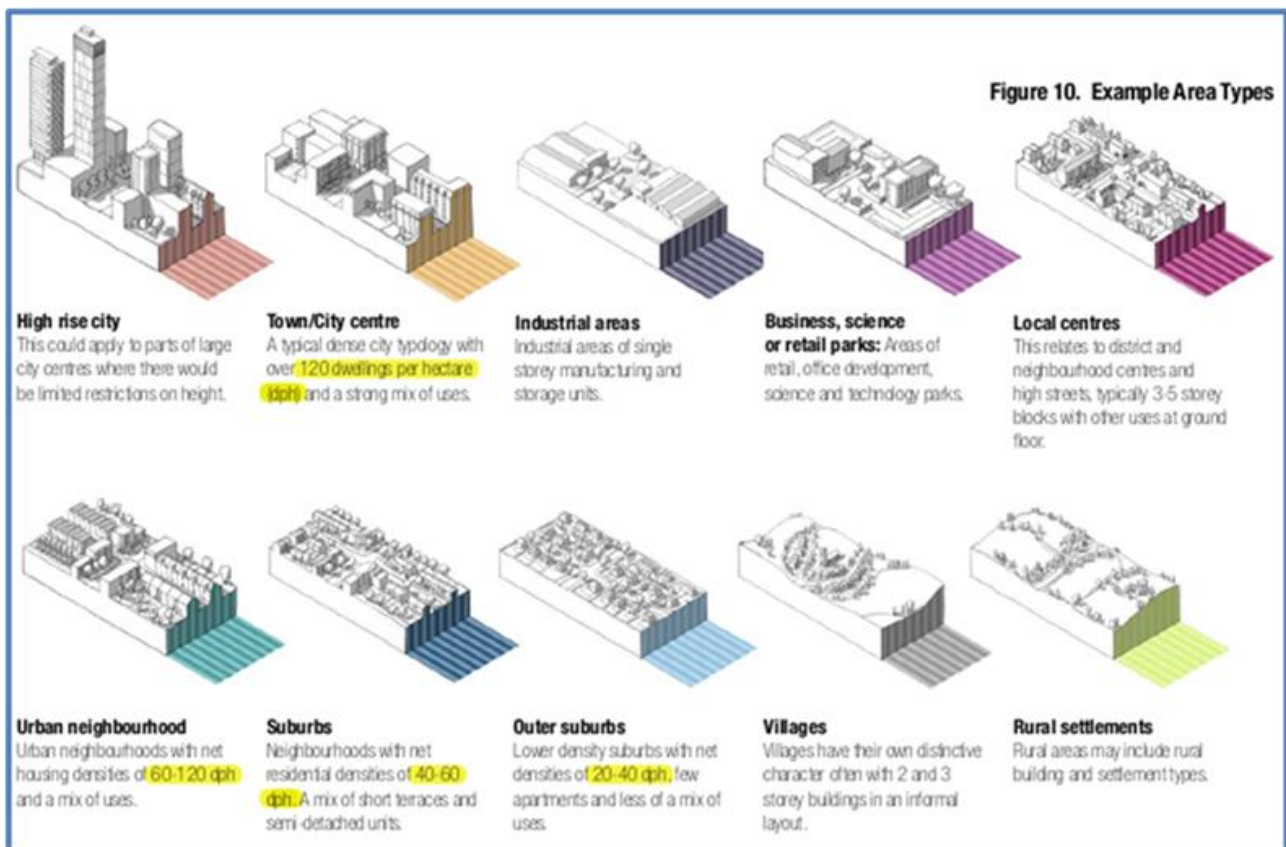 Figure 10. Example Area Types
High rise city
This could apply to parts of large
city centres where there would
be limited restrictions on height.
Town/City centre
A typical dense city typology with
over 120 dwellings per hectare
(dph) and a strong mix of uses.
Industrial areas
Industrial areas of single
storey manufacturing and
storage units.
Business, science
or retail parks: Areas of
retail, office development,
science and technology parks.
Local centres
This relates to district and
neighbourhood centres and
high streets, typically 3-5 storey
blocks with other uses at ground
floor.
Urban neighbourhood
Urban neighbourhoods with net
housing densities of 60-120 dph
and a mix of uses.
Suburbs
Neighbourhoods with net
residential densities of 40-60
dph. A mix of short terraces and
semi-detached units.
Outer suburbs
Lower density suburbs with net
densities of 20-40 dph, few
apartments and less of a mix of
uses.
Villages
Villages have their own distinctive
character often with 2 and 3
storey buildings in an informal
layout.
Rural settlements
Rural areas may include rural
building and settlement types.